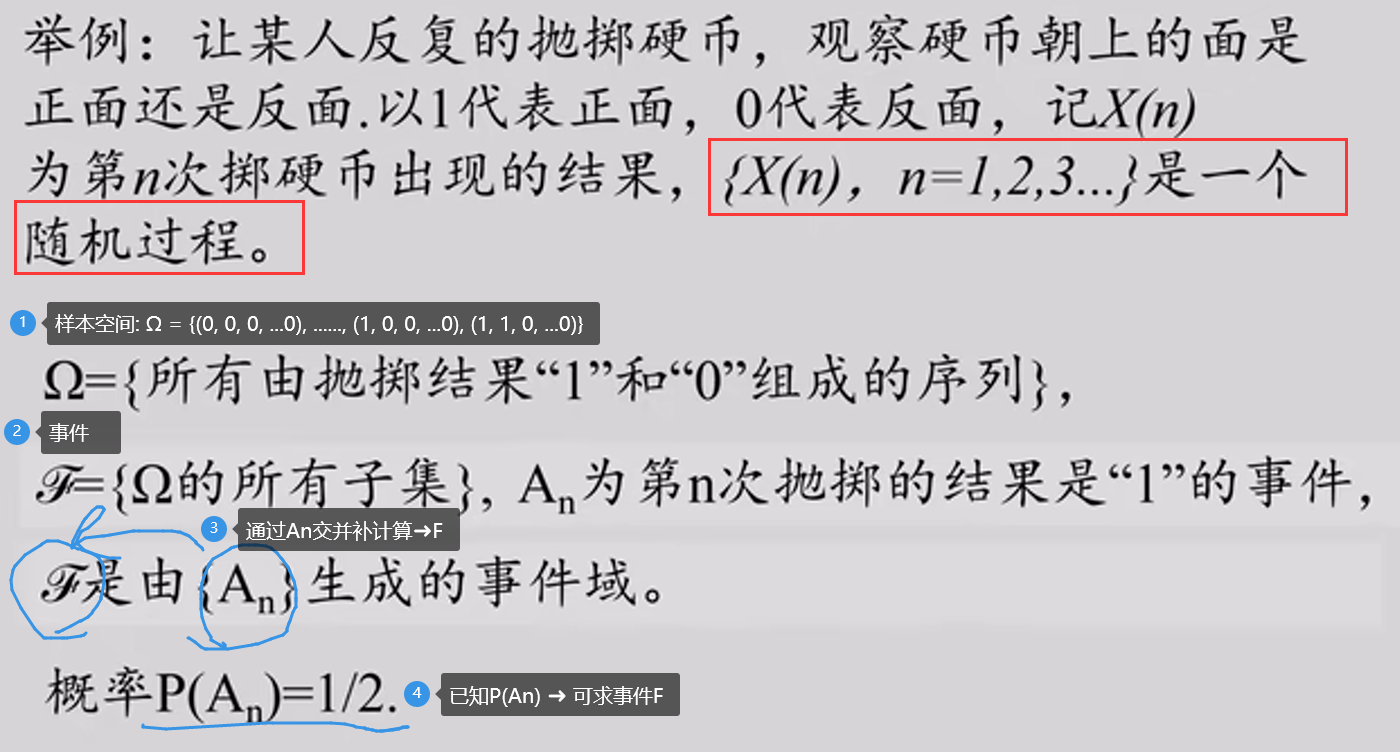 举例：让某人反复的抛掷硬币，观察硬币朝上的面是
正面还是反面.以1代表正面，0代表反面，记X(n)
为第n次掷硬币出现的结果，{X(n)，n=1,2,3...}是一个
随机过程。
1 样本空间: Ω = {(0, 0, 0, ...0), ......, (1, 0, 0, ...0), (1, 1, 0, ...0)}
Ω={所有由抛掷结果“1”和“0”组成的序列}，
2 事件
ℱ={Ω的所有子集}, Aₙ为第n次抛掷的结果是“1”的事件，
3 通过An交并补计算➜F
ℱ是由{Aₙ}生成的事件域。
概率P(Aₙ)=1/2.
4 已知P(An) ➜ 可求事件F